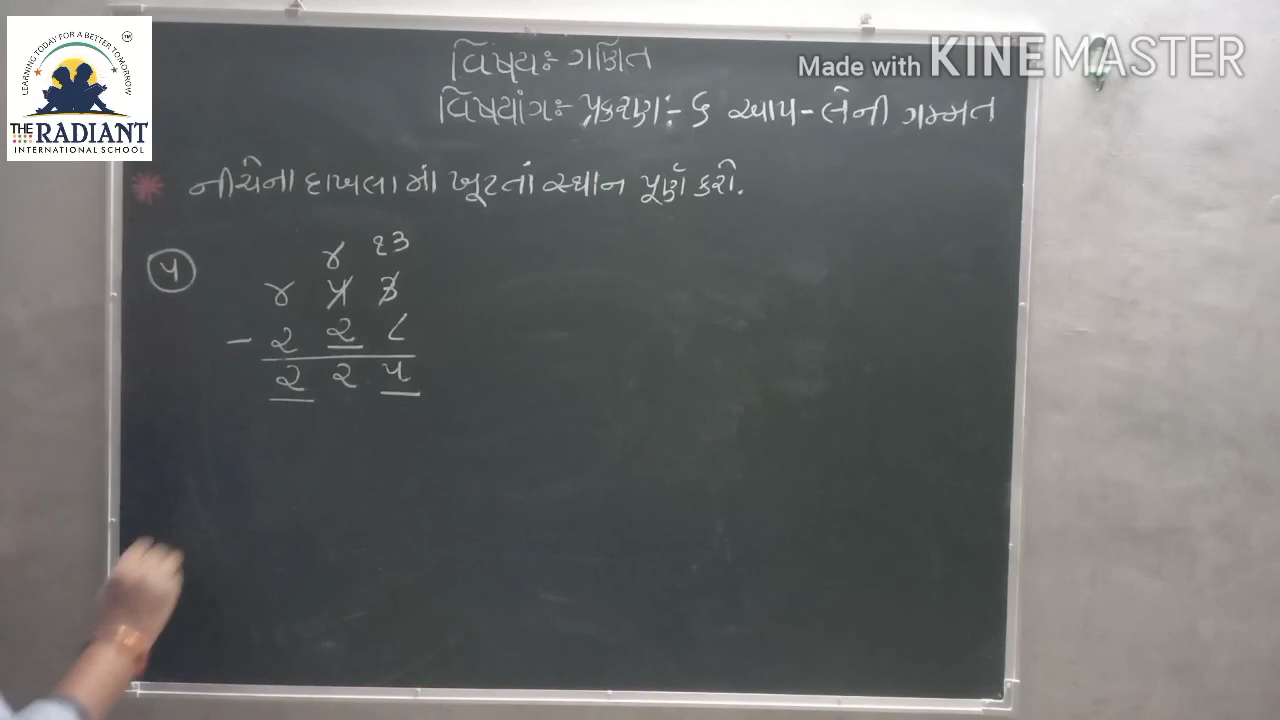 LEARNING TODAY FOR A BETTER TOMORROW
THE RADIANT
INTERNATIONAL SCHOOL
Made with KINEMASTER
વિષય:- ગણિત
વિષયાંગ:- પ્રકરણ:- ૬ આપ-લેની ગમ્મત
નીચેના દાખલા માં ખૂટતાં સ્થાન પૂર્ણ કરો.
૫
૪ ૧૩
૪ ૫ ૩
- ૨ ૨ ૮
૨ ૨ ૫